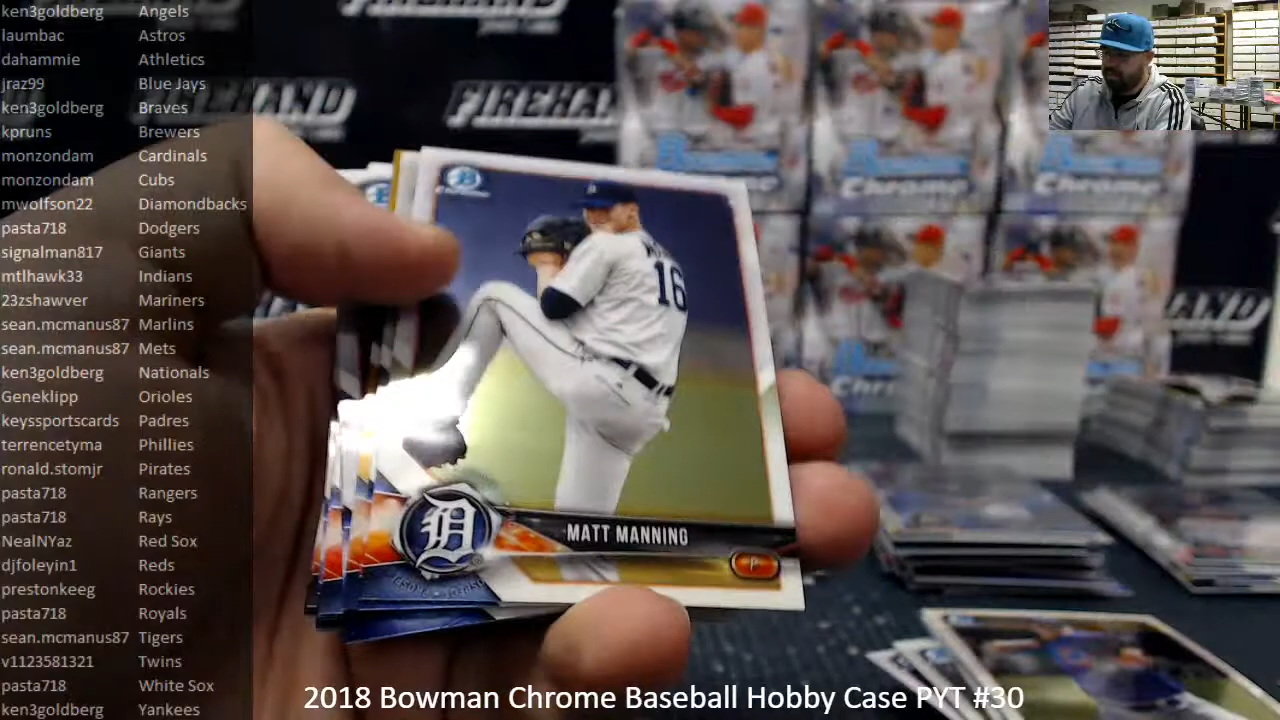 ken3goldberg Angels
laumbac Astros
dahammie Athletics
jraz99 Blue Jays
ken3goldberg Braves
kpruns Brewers
monzondam Cardinals
monzondam Cubs
mwolfson22 Diamondbacks
pasta718 Dodgers
signalman817 Giants
mtlhawk33 Indians
23zshawver Mariners
sean.mcmanus87 Marlins
sean.mcmanus87 Mets
ken3goldberg Nationals
Geneklipp Orioles
keyssportscards Padres
terrencetyma Phillies
ronald.stomjr Pirates
pasta718 Rangers
pasta718 Rays
NealNYaz Red Sox
djfoleyin1 Reds
prestonkeeg Rockies
pasta718 Royals
sean.mcmanus87 Tigers
v1123581321 Twins
pasta718 White Sox
ken3goldberg Yankees
FIREHAND
FIREHAND
Chrome
16
D
MATT MANNING
P
2018 Bowman Chrome Baseball Hobby Case PYT #30